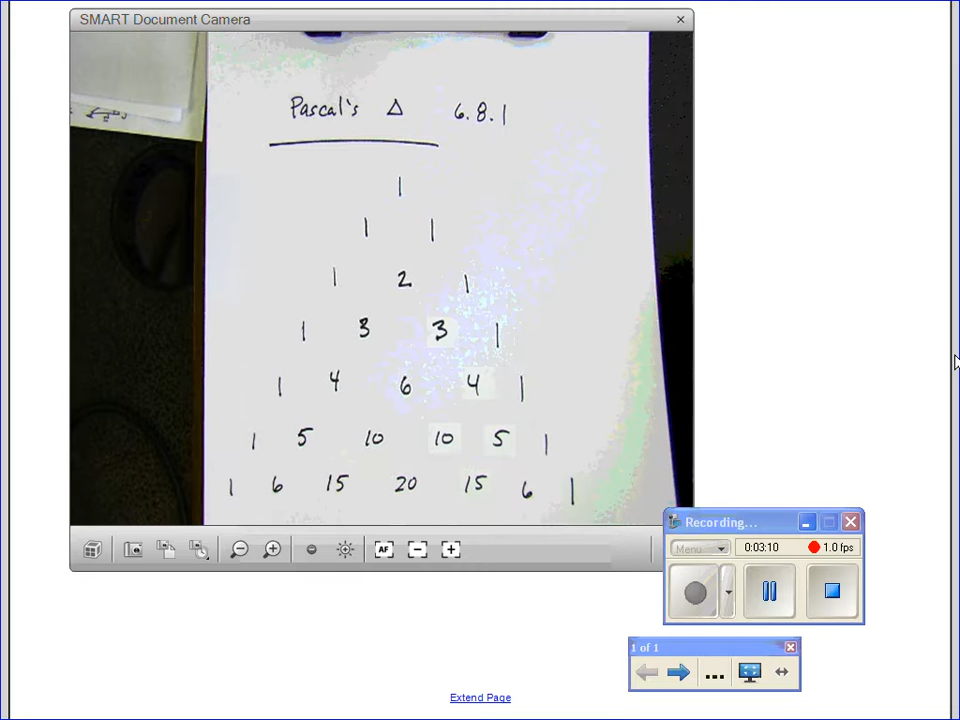 SMART Document Camera
Pascal's △ 6.8.1
1
1 1
1 2 1
1 3 3 1
1 4 6 4 1
1 5 10 10 5 1
1 6 15 20 15 6 1
AF
Recording...
Menu 0:03:10 1.0 fps
1 of 1
...
Extend Page